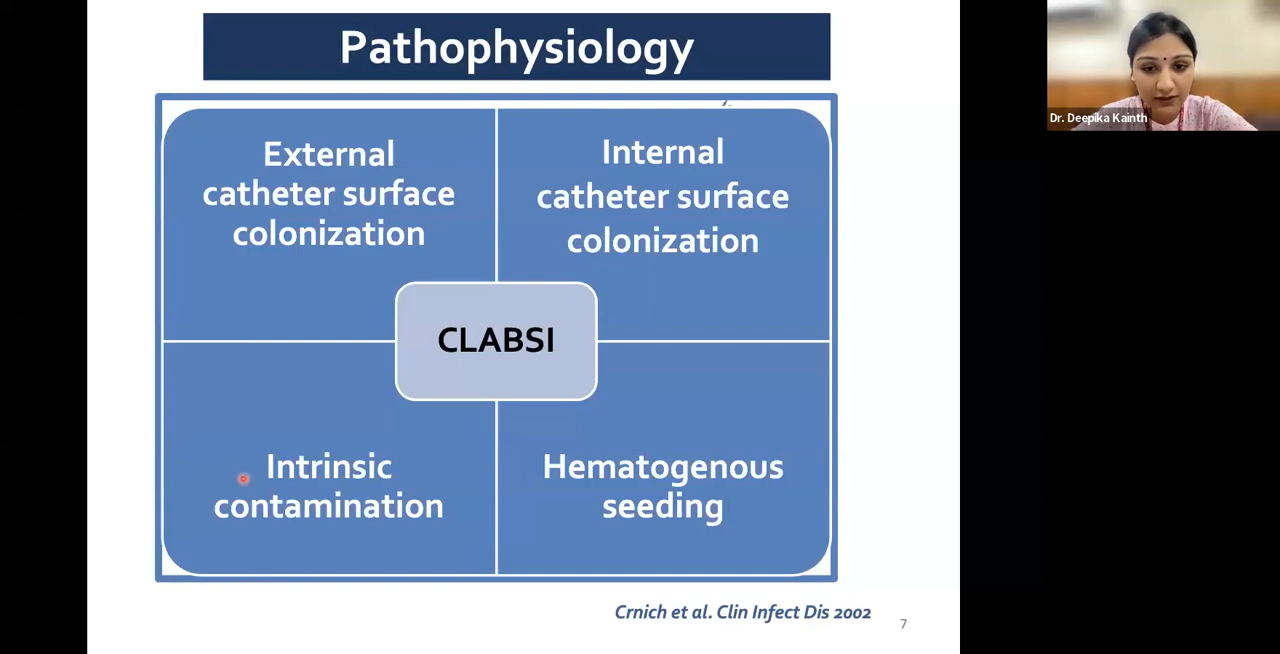 Pathophysiology
External
catheter surface
colonization
Internal
catheter surface
colonization
CLABSI
Intrinsic
contamination
Hematogenous
seeding
Crnich et al. Clin Infect Dis 2002
7
Dr. Deepika Kainth